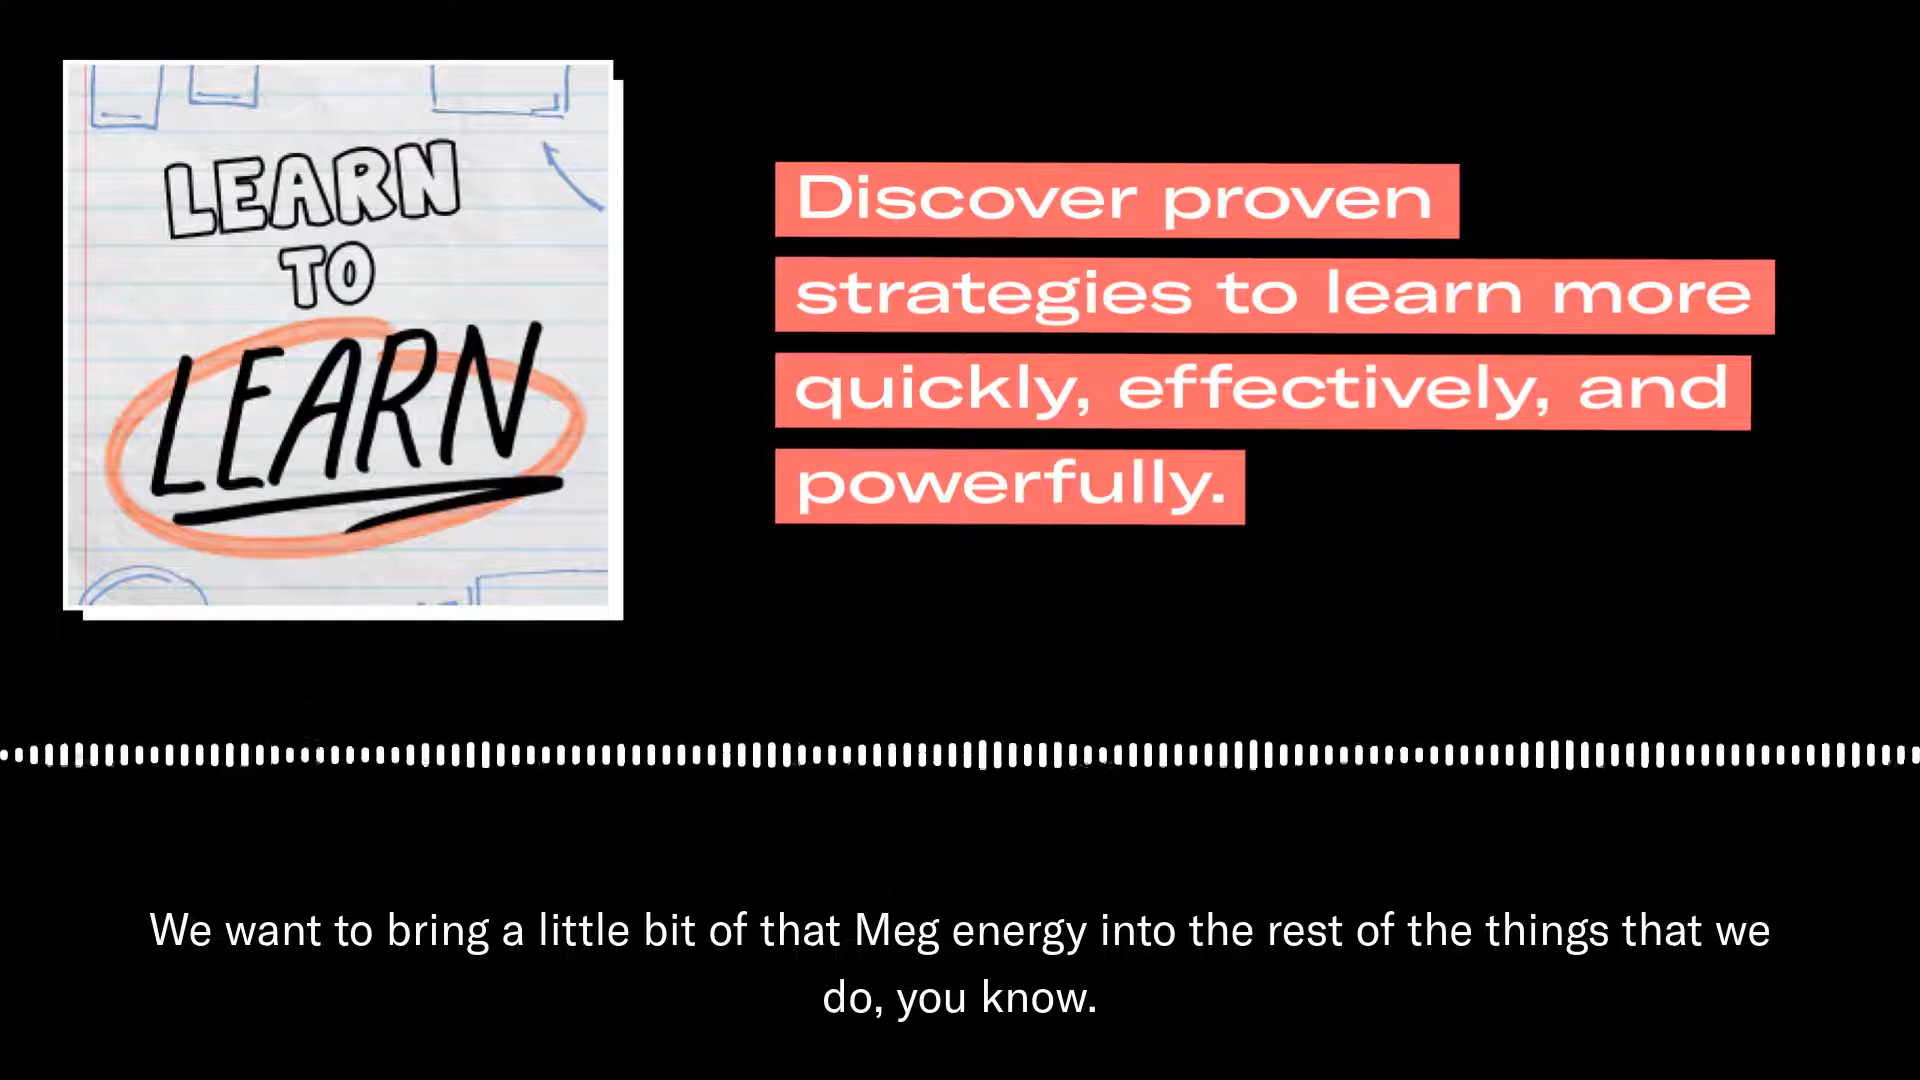 LEARN
TO
LEARN
Discover proven
strategies to learn more
quickly, effectively, and
powerfully.
We want to bring a little bit of that Meg energy into the rest of the things that we
do, you know.